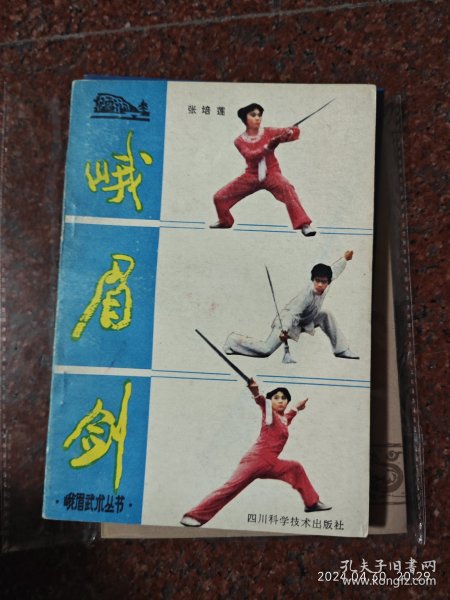 张培莲
峨
眉
剑
·峨眉武术丛书·
四川科学技术出版社
孔夫子旧书网